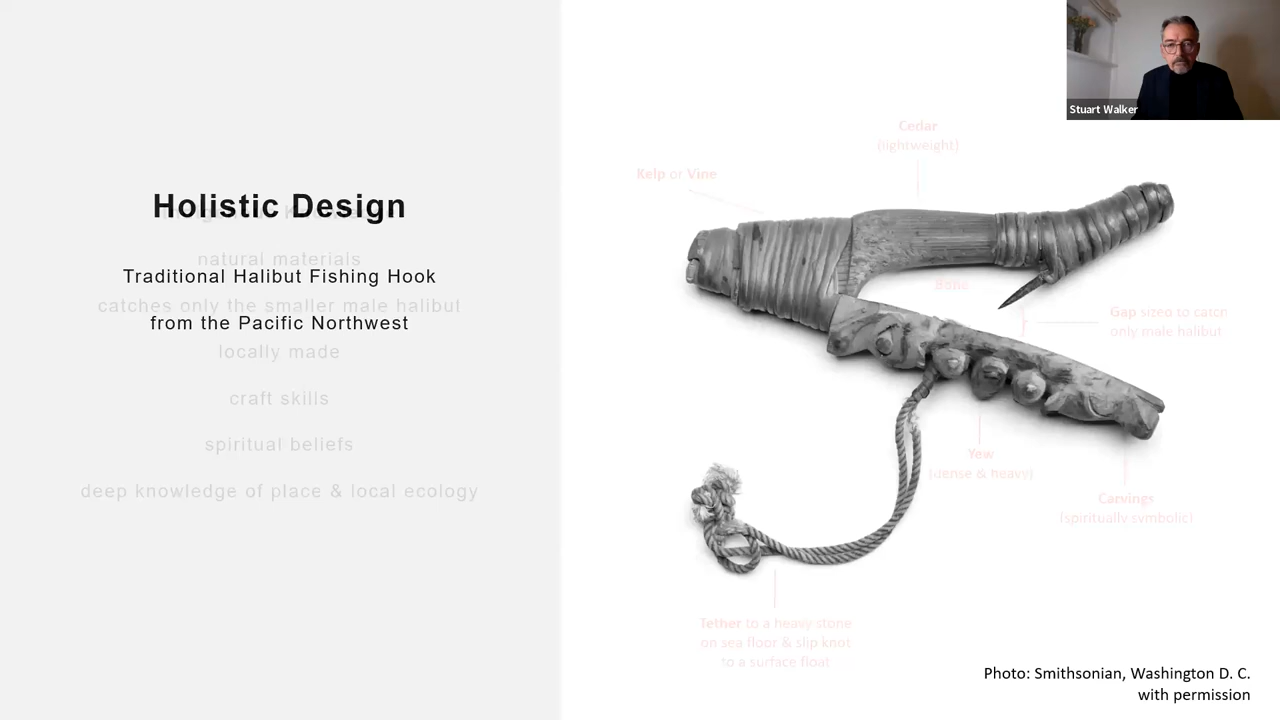 Holistic Design
natural materials
Traditional Halibut Fishing Hook
catches only the smaller male halibut
from the Pacific Northwest
locally made
craft skills
spiritual beliefs
deep knowledge of place & local ecology
Stuart Walker
Cedar
(lightweight)
Kelp or Vine
Bone
Gap sized to catch
only male halibut
Yew
(dense & heavy)
Carvings
(spiritually symbolic)
Tether to a heavy stone
on sea floor & slip knot
to a surface float
Photo: Smithsonian, Washington D. C.
with permission